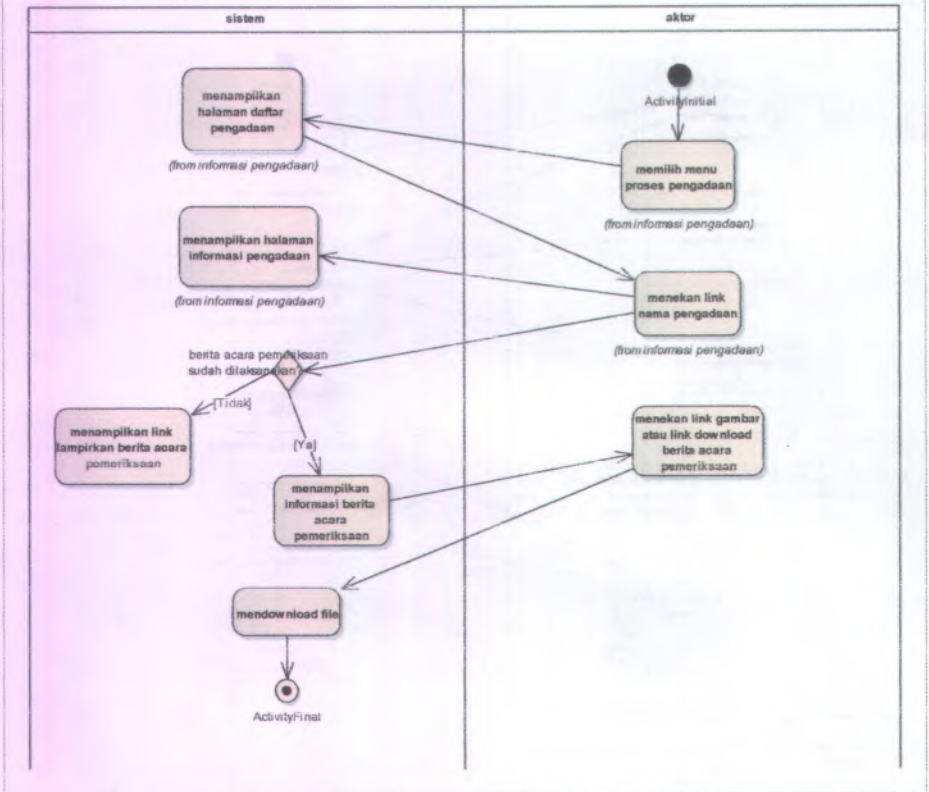 sistem
aktor
ActivityInitial
menampilkan
halaman daftar
pengadaan
(from informasi pengadaan)
memilih menu
proses pengadaan
(from informasi pengadaan)
menampilkan halaman
informasi pengadaan
(from informasi pengadaan)
menekan link
nama pengadaan
(from informasi pengadaan)
berita acara pemeriksaan
sudah dilaksanakan?
[Tidak]
[Ya]
menampilkan link
lampirkan berita acara
pemeriksaan
menekan link gambar
atau link download
berita acara
pemeriksaan
menampilkan
informasi berita
acara
pemeriksaan
mendownload file
ActivityFinal